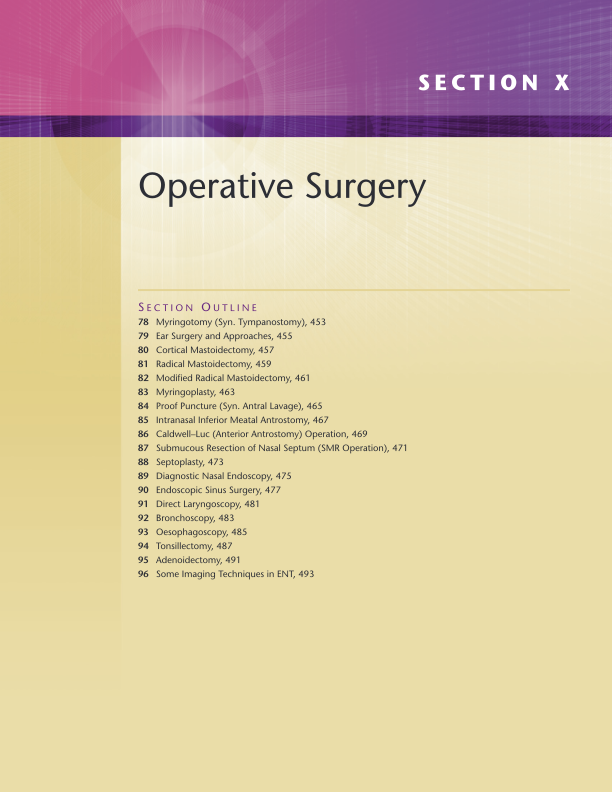 SECTION X
Operative Surgery
SECTION OUTLINE
78 Myringotomy (Syn. Tympanostomy), 453
79 Ear Surgery and Approaches, 455
80 Cortical Mastoidectomy, 457
81 Radical Mastoidectomy, 459
82 Modified Radical Mastoidectomy, 461
83 Myringoplasty, 463
84 Proof Puncture (Syn. Antral Lavage), 465
85 Intranasal Inferior Meatal Antrostomy, 467
86 Caldwell–Luc (Anterior Antrostomy) Operation, 469
87 Submucous Resection of Nasal Septum (SMR Operation), 471
88 Septoplasty, 473
89 Diagnostic Nasal Endoscopy, 475
90 Endoscopic Sinus Surgery, 477
91 Direct Laryngoscopy, 481
92 Bronchoscopy, 483
93 Oesophagoscopy, 485
94 Tonsillectomy, 487
95 Adenoidectomy, 491
96 Some Imaging Techniques in ENT, 493